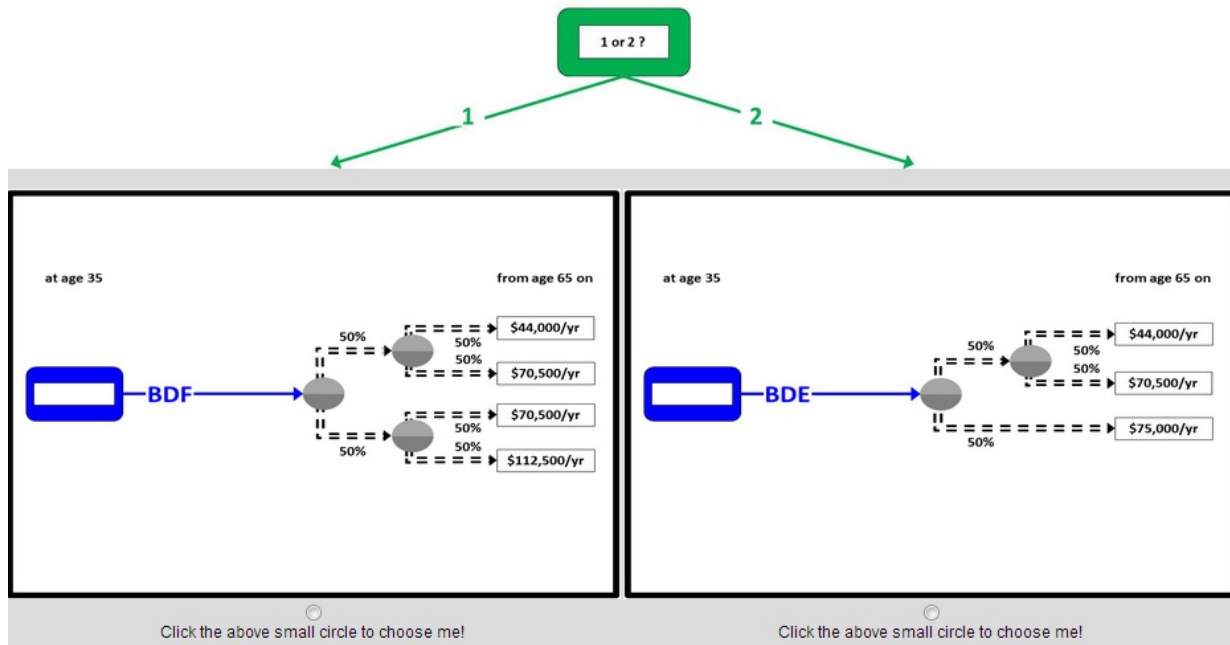 1 or 2 ?
1
2
at age 35
from age 65 on
50%
$44,000/yr
50%
50%
$70,500/yr
BDF
$70,500/yr
50%
50%
50%
$112,500/yr
Click the above small circle to choose me!
at age 35
from age 65 on
50%
$44,000/yr
50%
50%
$70,500/yr
BDE
50%
$75,000/yr
Click the above small circle to choose me!